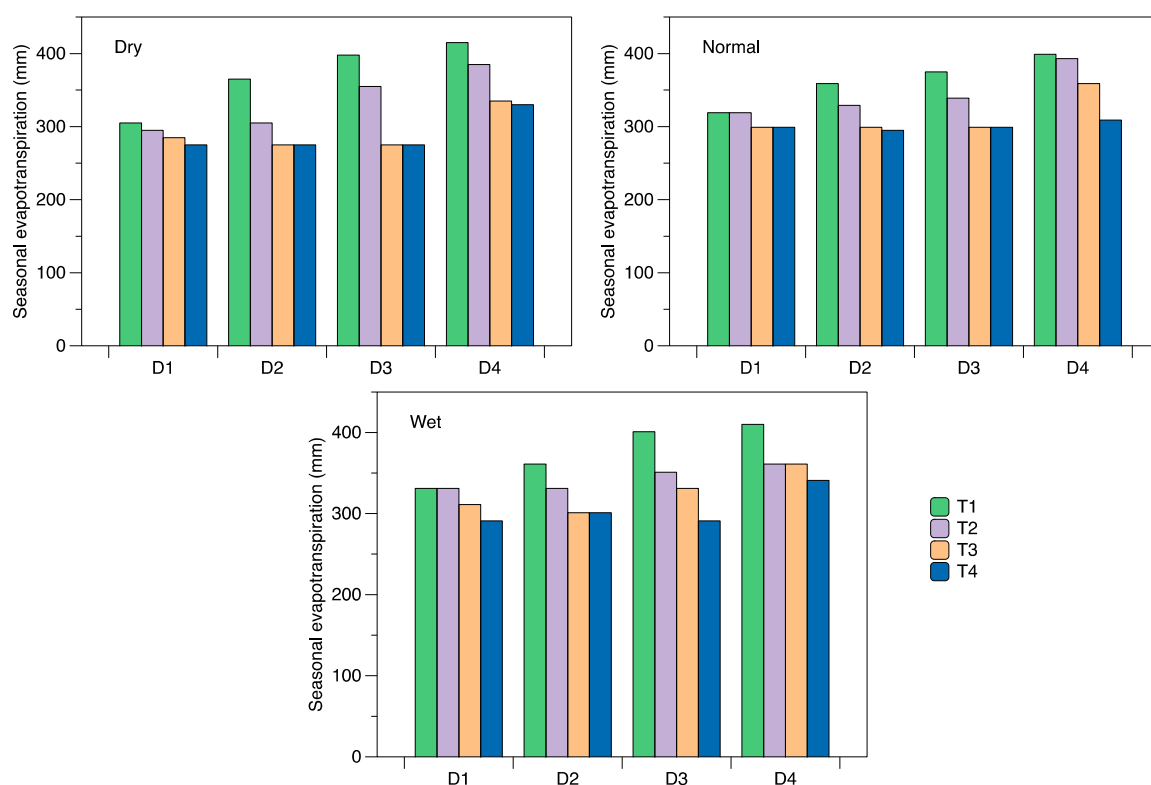 Seasonal evapotranspiration (mm)
Dry
400
300
200
100
0
D1 D2 D3 D4
Seasonal evapotranspiration (mm)
Normal
400
300
200
100
0
D1 D2 D3 D4
Seasonal evapotranspiration (mm)
Wet
400
300
200
100
0
D1 D2 D3 D4
T1
T2
T3
T4